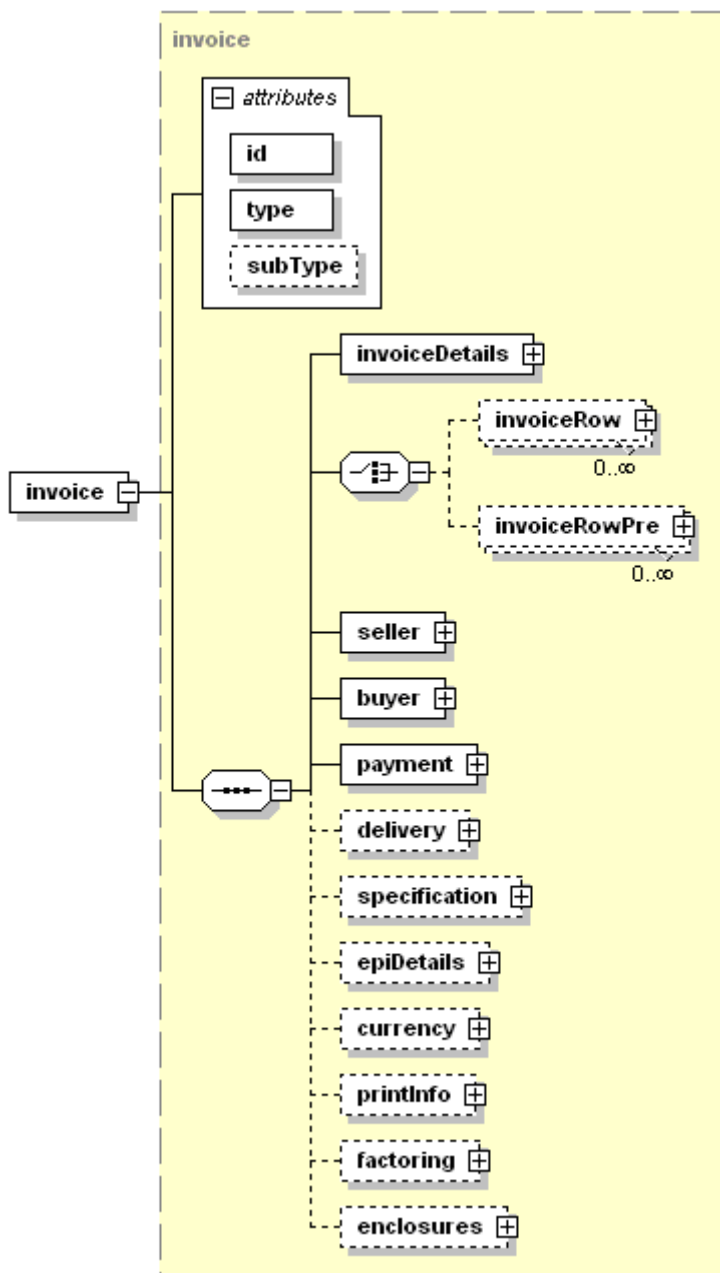 invoice
attributes
id
type
subType
invoiceDetails
invoiceRow
0..∞
invoice
invoiceRowPre
0..∞
seller
buyer
payment
delivery
specification
epiDetails
currency
printInfo
factoring
enclosures